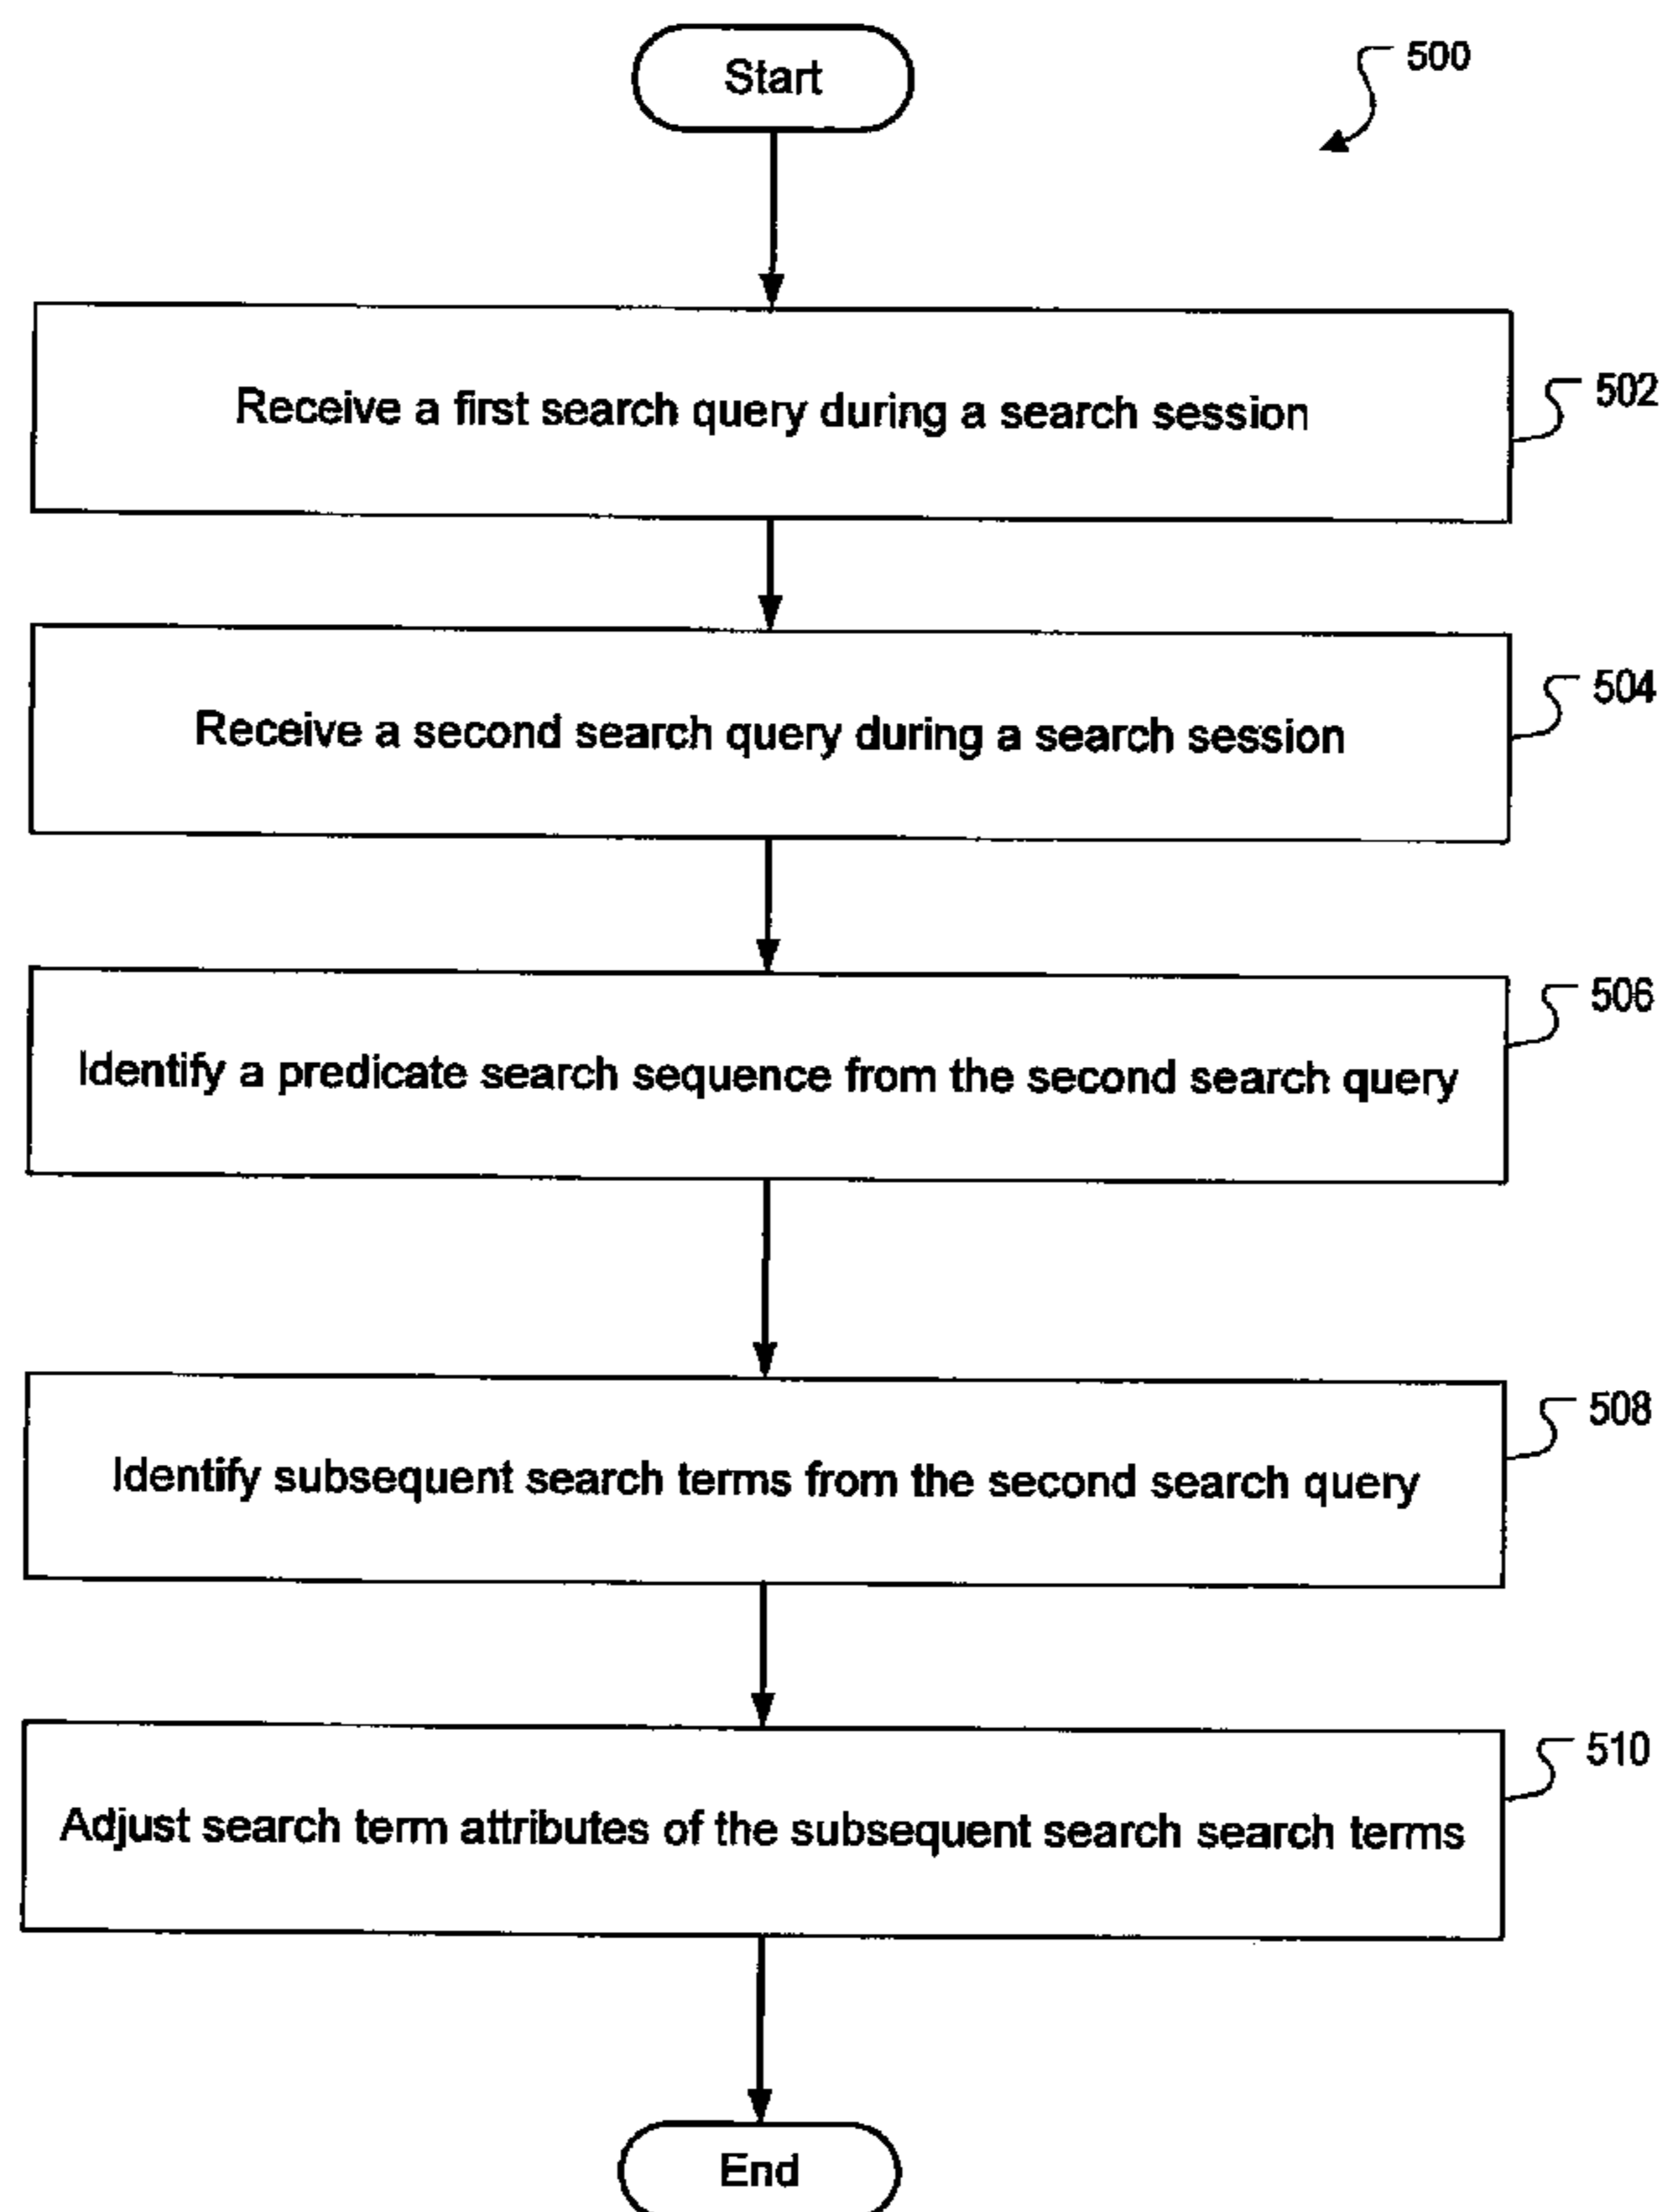 Start
500
Receive a first search query during a search session
502
Receive a second search query during a search session
504
Identify a predicate search sequence from the second search query
506
Identify subsequent search terms from the second search query
508
Adjust search term attributes of the subsequent search search terms
510
End